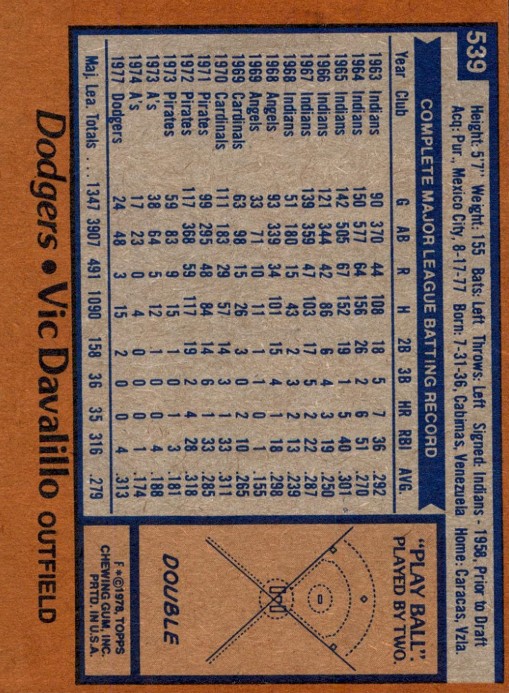 539
Height: 5'7" Weight: 155 Bats: Left Throws: Left Signed: Indians - 1958, Prior to Draft
Acq: Pur., Mexico City, 8-17-77 Born: 7-31-36, Cabimas, Venezuela Home: Caracas, Vzla.
COMPLETE MAJOR LEAGUE BATTING RECORD
Year Club G AB R H 2B 3B HR RBI AVG.
1963 Indians 90 370 44 108 18 5 7 36 .292
1964 Indians 150 577 64 156 26 2 6 51 .270
1965 Indians 142 505 67 152 19 1 5 40 .301
1966 Indians 121 344 42 86 6 4 3 19 .250
1967 Indians 139 359 47 103 17 5 2 22 .287
1968 Indians 51 180 15 43 2 3 2 13 .239
1968 Angels 93 339 34 101 15 4 1 18 .298
1969 Angels 33 71 10 11 1 1 0 1 .155
1969 Cardinals 63 98 15 26 3 0 2 10 .265
1970 Cardinals 111 183 29 57 14 3 1 33 .311
1971 Pirates 99 295 48 84 14 6 1 33 .285
1972 Pirates 117 368 59 117 19 2 4 28 .318
1973 Pirates 59 83 9 15 1 0 1 3 .181
1973 A's 38 64 5 12 1 0 0 4 .188
1974 A's 17 23 0 4 0 0 0 1 .174
1977 Dodgers 24 48 3 15 2 0 0 4 .313
Maj. Lea. Totals ... 1347 3907 491 1090 158 36 35 316 .279
"PLAY BALL".
PLAYED BY TWO.
DOUBLE
F*©1978, TOPPS
CHEWING GUM, INC.
PRTD. IN U.S.A.
Dodgers • Vic Davalillo OUTFIELD